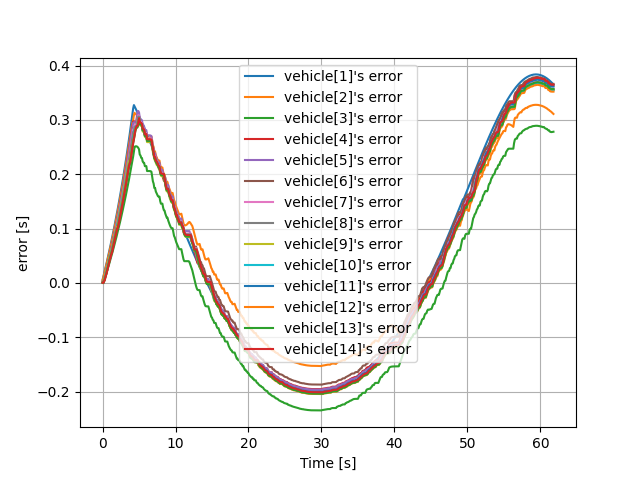 0.4
0.3
0.2
0.1
0.0
−0.1
−0.2
error [s]
vehicle[1]'s error
vehicle[2]'s error
vehicle[3]'s error
vehicle[4]'s error
vehicle[5]'s error
vehicle[6]'s error
vehicle[7]'s error
vehicle[8]'s error
vehicle[9]'s error
vehicle[10]'s error
vehicle[11]'s error
vehicle[12]'s error
vehicle[13]'s error
vehicle[14]'s error
0 10 20 30 40 50 60
Time [s]